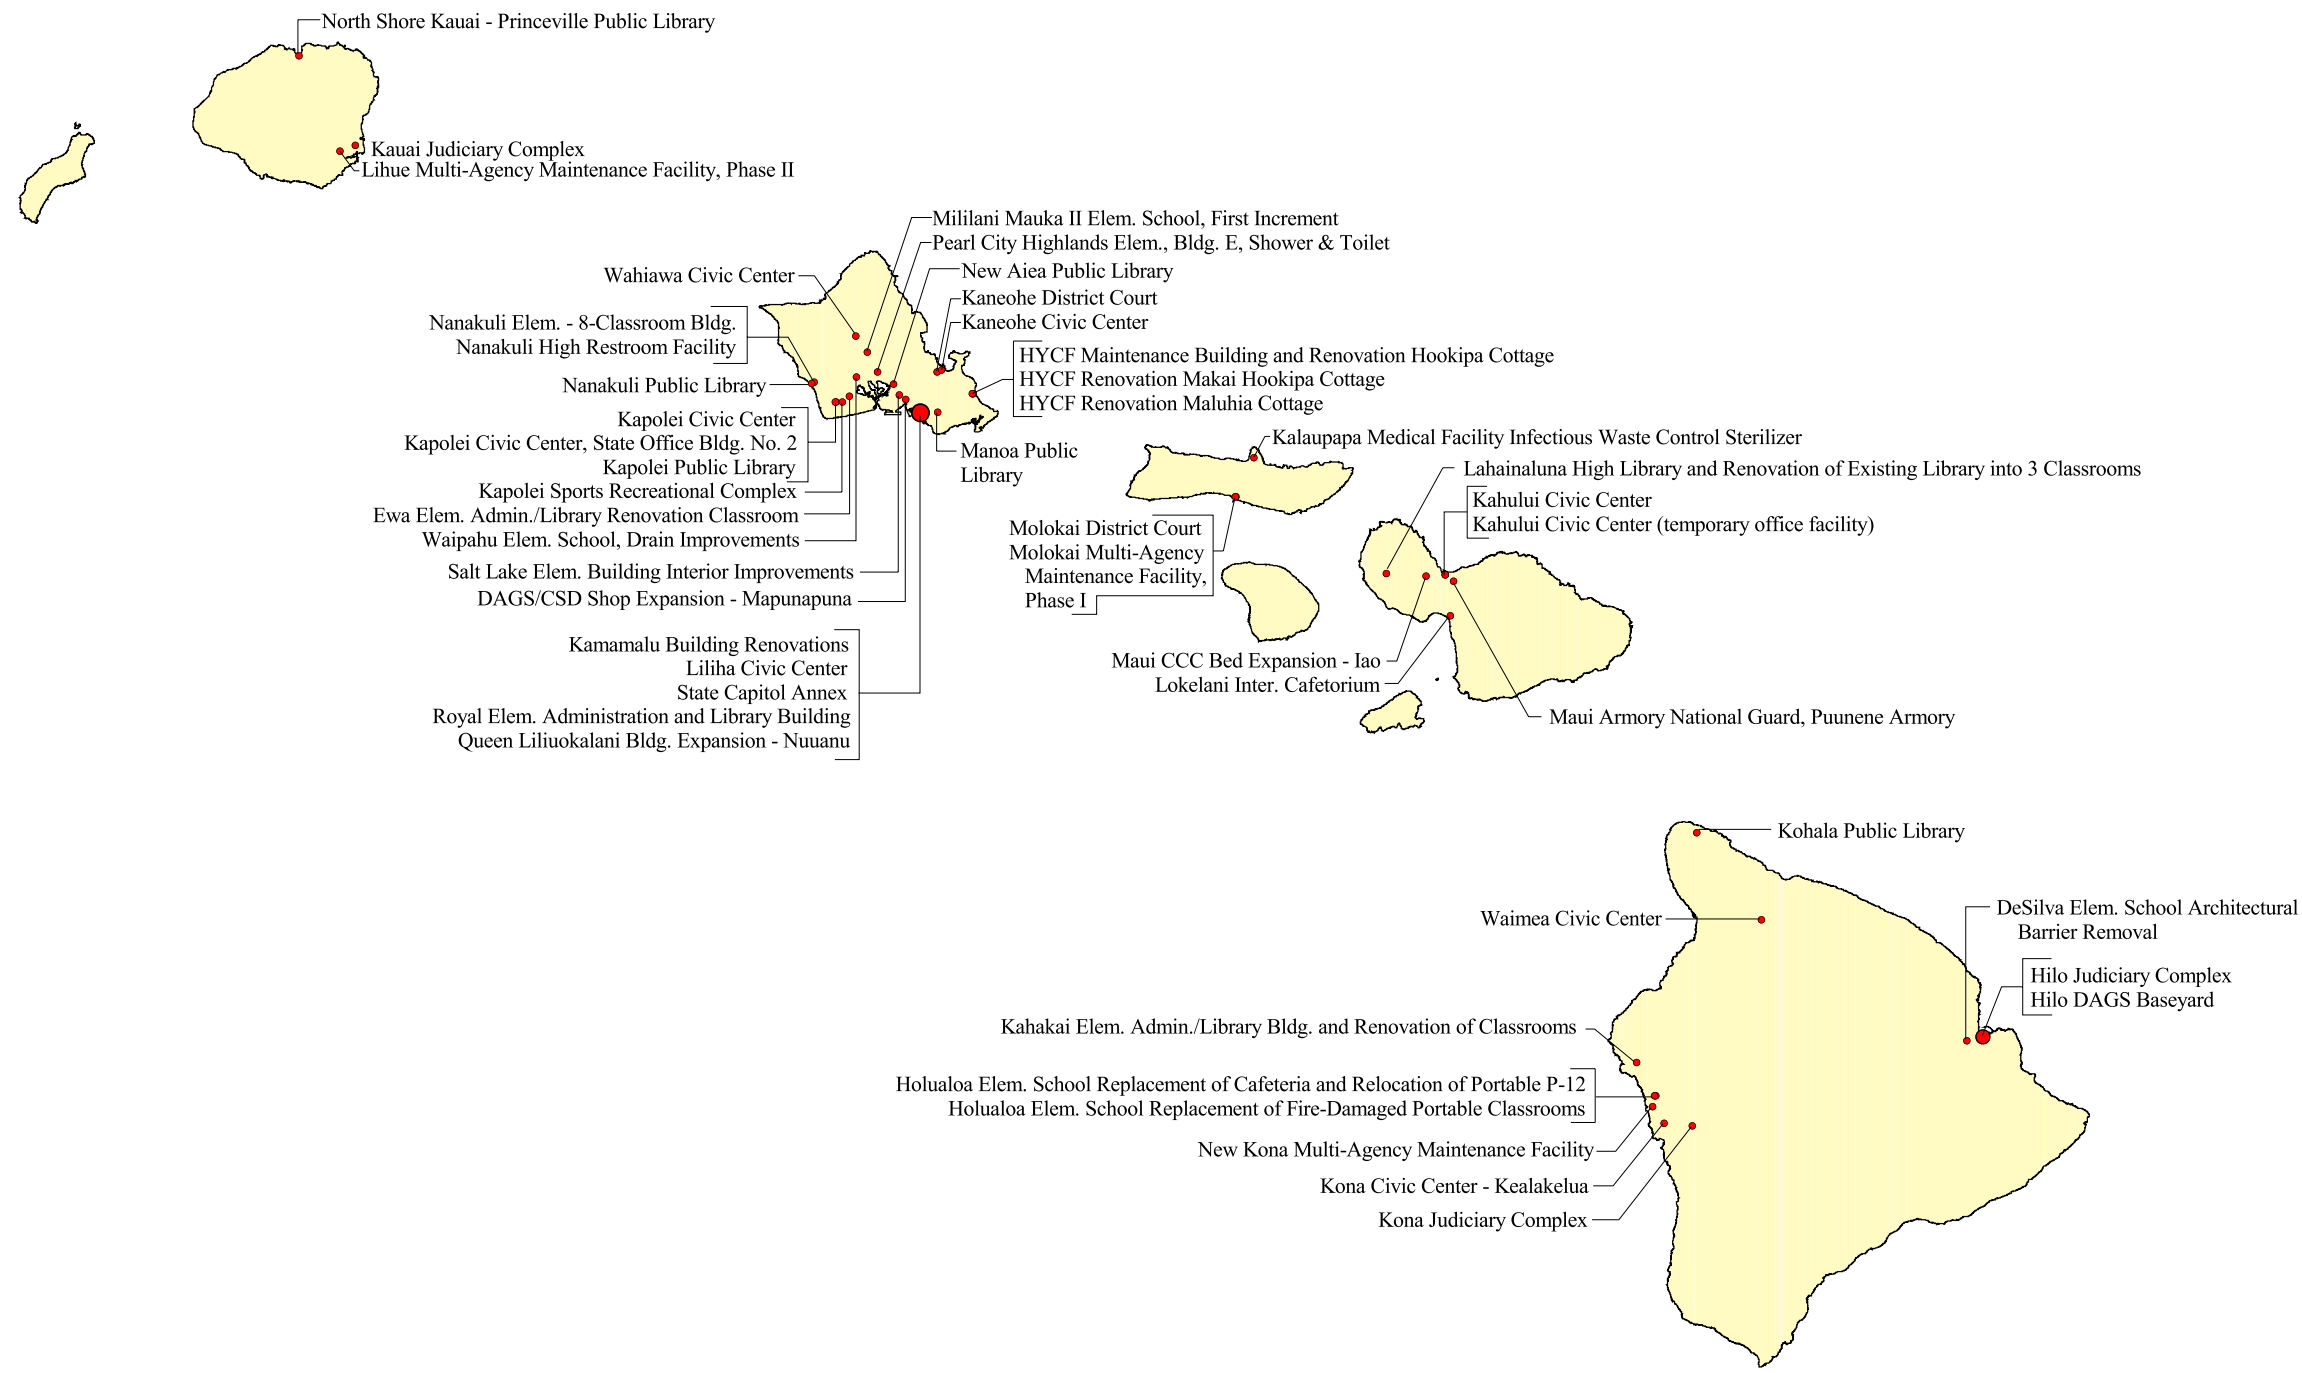 North Shore Kauai - Princeville Public Library
Kauai Judiciary Complex
Lihue Multi-Agency Maintenance Facility, Phase II
Mililani Mauka II Elem. School, First Increment
Pearl City Highlands Elem., Bldg. E, Shower & Toilet
New Aiea Public Library
Wahiawa Civic Center
Kaneohe District Court
Kaneohe Civic Center
Nanakuli Elem. - 8-Classroom Bldg.
Nanakuli High Restroom Facility
HYCF Maintenance Building and Renovation Hookipa Cottage
HYCF Renovation Makai Hookipa Cottage
HYCF Renovation Maluhia Cottage
Nanakuli Public Library
Kapolei Civic Center
Kapolei Civic Center, State Office Bldg. No. 2
Kapolei Public Library
Kapolei Sports Recreational Complex
Ewa Elem. Admin./Library Renovation Classroom
Waipahu Elem. School, Drain Improvements
Salt Lake Elem. Building Interior Improvements
DAGS/CSD Shop Expansion - Mapunapuna
Manoa Public
Library
Kamamalu Building Renovations
Liliha Civic Center
State Capitol Annex
Royal Elem. Administration and Library Building
Queen Liliuokalani Bldg. Expansion - Nuuanu
Kalaupapa Medical Facility Infectious Waste Control Sterilizer
Lahainaluna High Library and Renovation of Existing Library into 3 Classrooms
Kahului Civic Center
Kahului Civic Center (temporary office facility)
Molokai District Court
Molokai Multi-Agency
Maintenance Facility,
Phase I
Maui CCC Bed Expansion - Iao
Lokelani Inter. Cafetorium
Maui Armory National Guard, Puunene Armory
Kohala Public Library
Waimea Civic Center
DeSilva Elem. School Architectural
Barrier Removal
Hilo Judiciary Complex
Hilo DAGS Baseyard
Kahakai Elem. Admin./Library Bldg. and Renovation of Classrooms
Holualoa Elem. School Replacement of Cafeteria and Relocation of Portable P-12
Holualoa Elem. School Replacement of Fire-Damaged Portable Classrooms
New Kona Multi-Agency Maintenance Facility
Kona Civic Center - Kealakelua
Kona Judiciary Complex